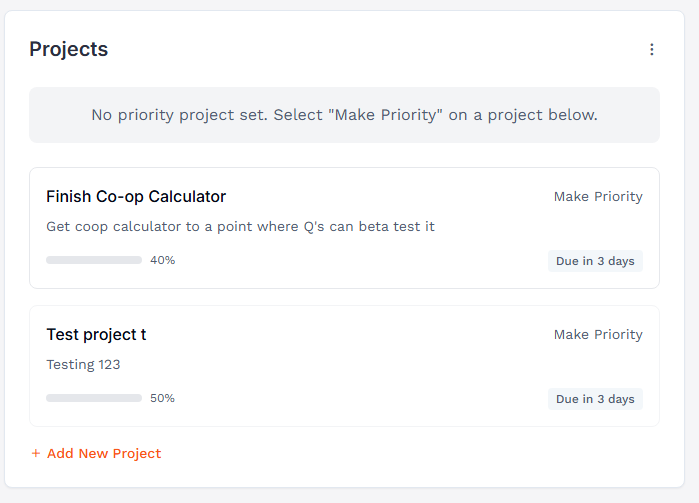 Projects
No priority project set. Select "Make Priority" on a project below.
Finish Co-op Calculator
Make Priority
Get coop calculator to a point where Q's can beta test it
40%
Due in 3 days
Test project t
Make Priority
Testing 123
50%
Due in 3 days
+ Add New Project